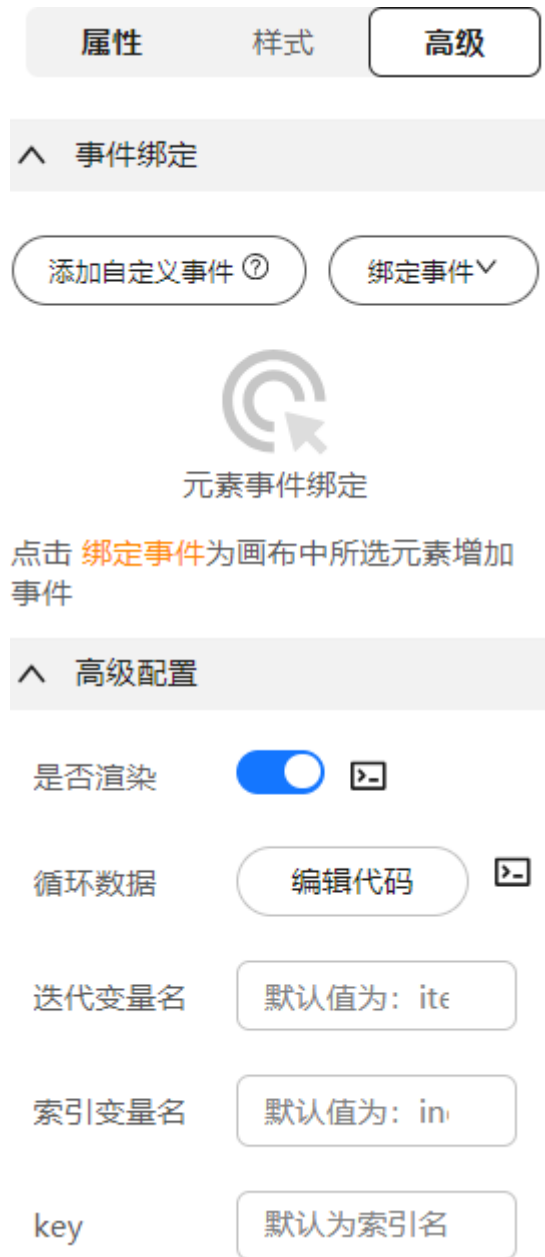 属性 样式 高级
事件绑定
添加自定义事件 ? 绑定事件
元素事件绑定
点击 绑定事件为画布中所选元素增加
事件
高级配置
是否渲染
循环数据 编辑代码
迭代变量名 默认值为：ite
索引变量名 默认值为：in
key 默认为索引名